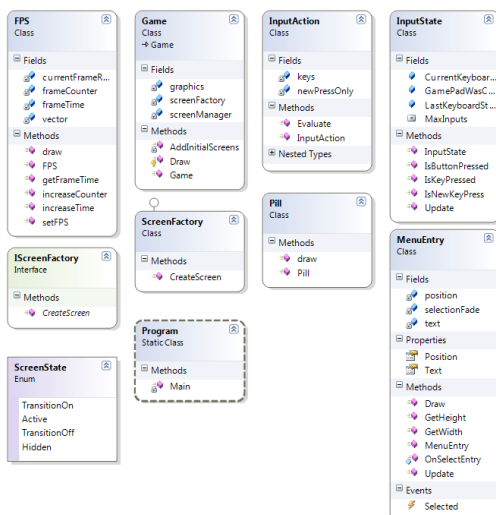 FPS
Class
Fields
currentFrameR...
frameCounter
frameTime
vector
Methods
draw
FPS
getFrameTime
increaseCounter
increaseTime
setFPS
IScreenFactory
Interface
Methods
CreateScreen
ScreenState
Enum
TransitionOn
Active
TransitionOff
Hidden
Game
Class
Game
Fields
graphics
screenFactory
screenManager
Methods
AddInitialScreens
Draw
Game
ScreenFactory
Class
Methods
CreateScreen
Program
Static Class
Methods
Main
InputAction
Class
Fields
keys
newPressOnly
Methods
Evaluate
InputAction
Nested Types
Pill
Class
Methods
draw
Pill
InputState
Class
Fields
CurrentKeyboar...
GamePadWasC...
LastKeyboardSt...
MaxInputs
Methods
InputState
IsButtonPressed
IsKeyPressed
IsNewKeyPress
Update
MenuEntry
Class
Fields
position
selectionFade
text
Properties
Position
Text
Methods
Draw
GetHeight
GetWidth
MenuEntry
OnSelectEntry
Update
Events
Selected